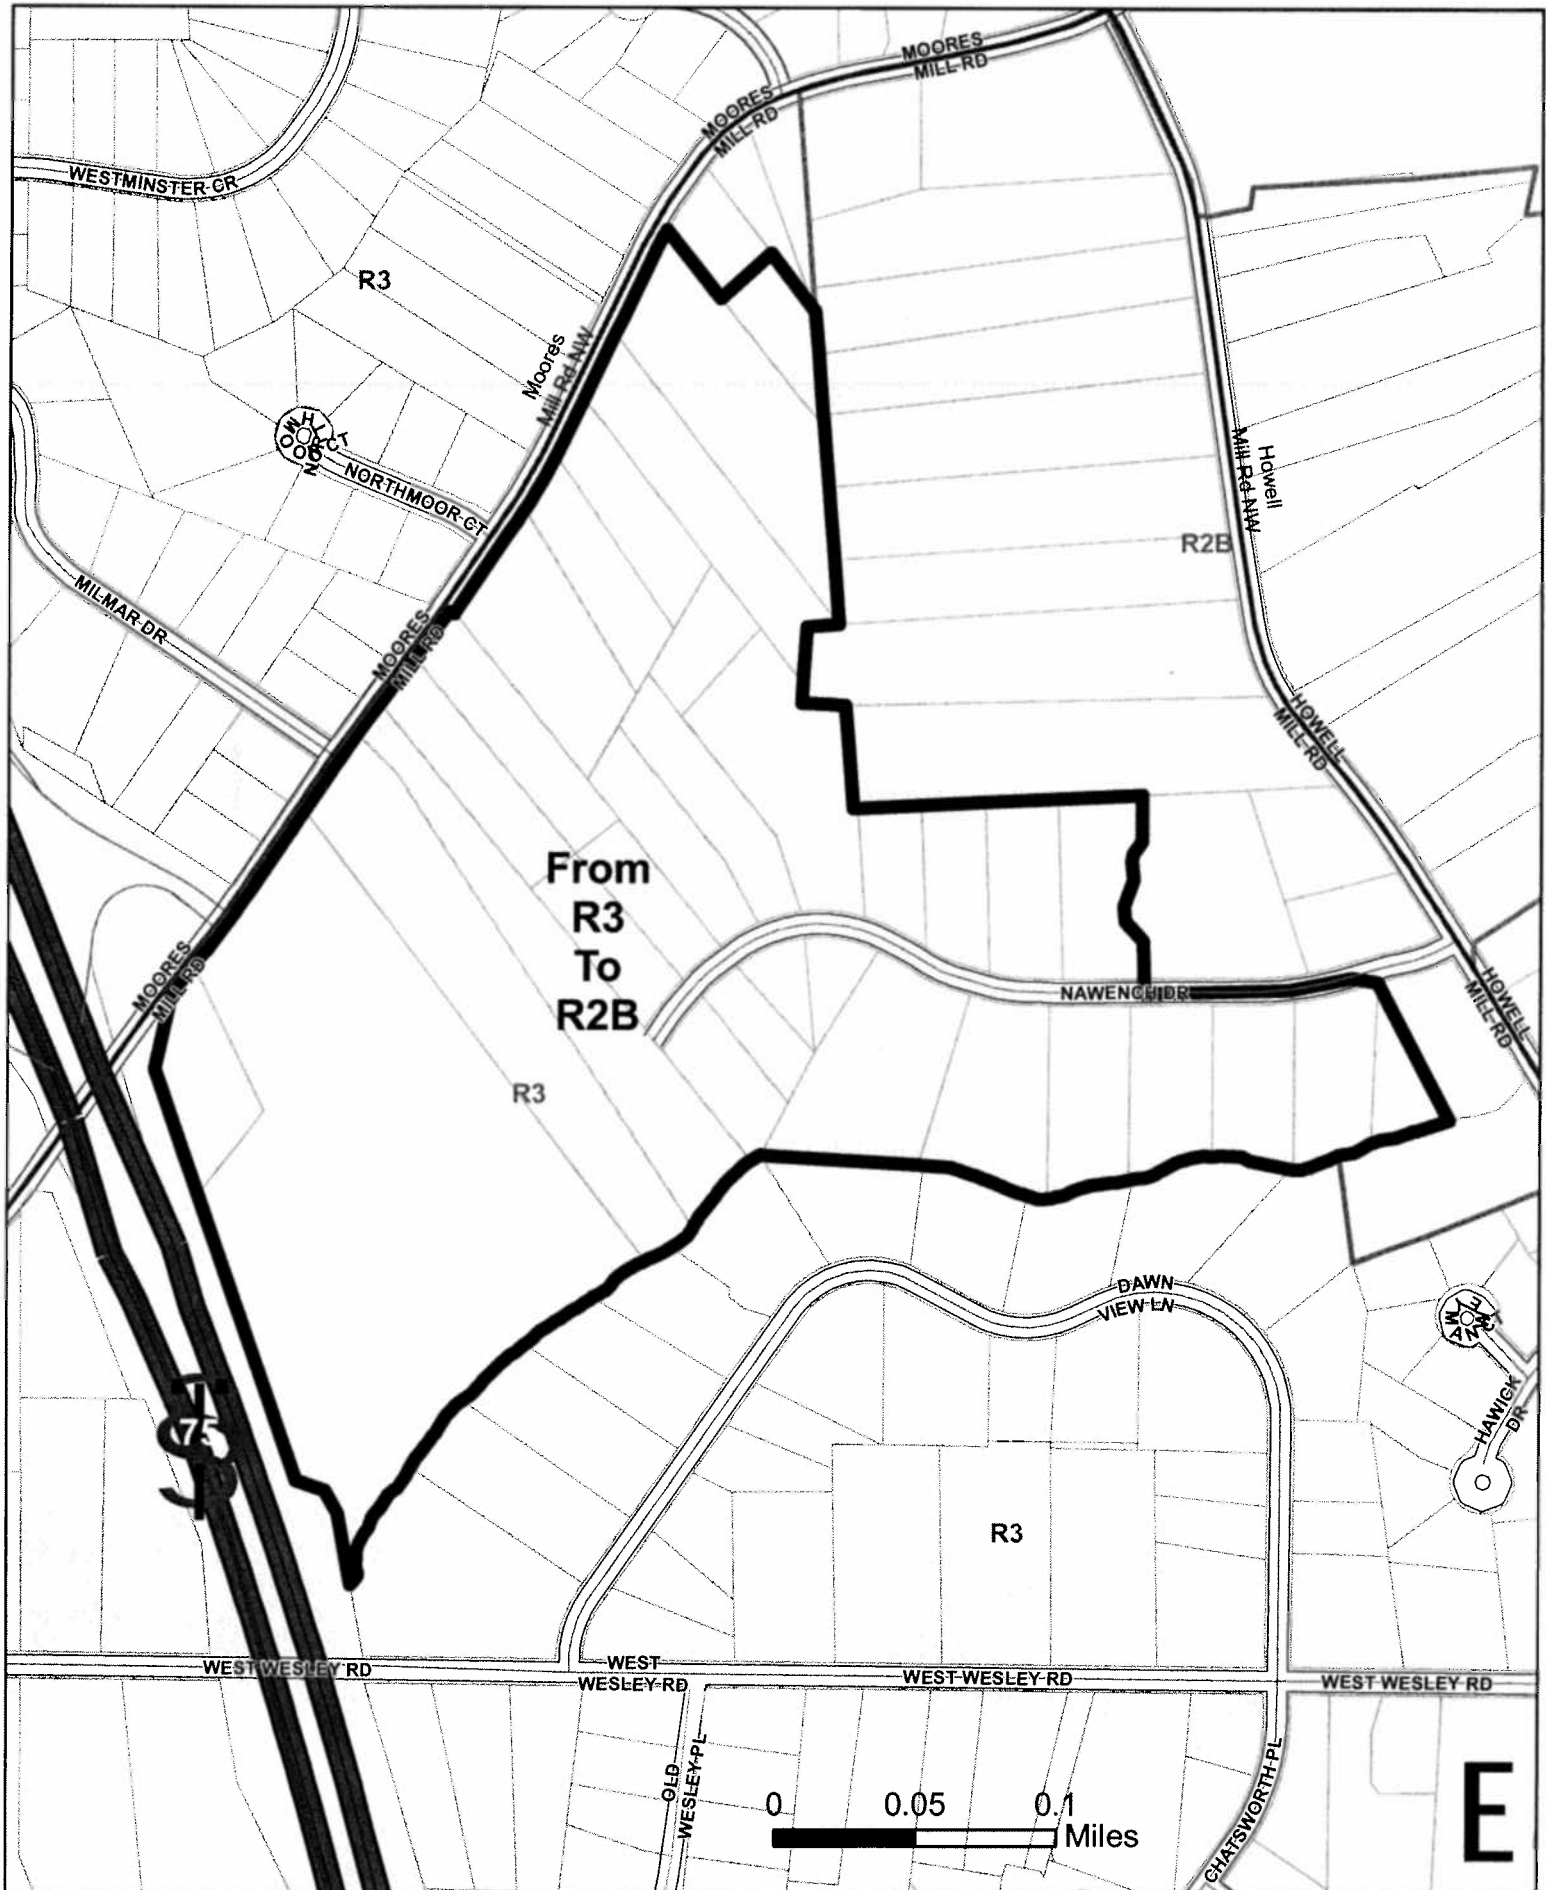 MOORES
MILL RD
MOORES
MILL RD
WESTMINSTER CR
R3
Moores
Mill Rd NW
CT
NORTHMOOR CT
Howell
Mill Rd NW
R2B
MILMAR DR
MOORES
MILL RD
HOWELL
MILL RD
From
R3
To
R2B
MOORES
MILL RD
NAWENCH DR
HOWELL
MILL RD
R3
DAWN
VIEW LN
HAWICK
DR
75
R3
WEST WESLEY RD
WEST
WESLEY RD
WEST WESLEY RD
WEST WESLEY RD
OLD
WESLEY PL
CHATSWORTH PL
0 0.05 0.1
Miles
E